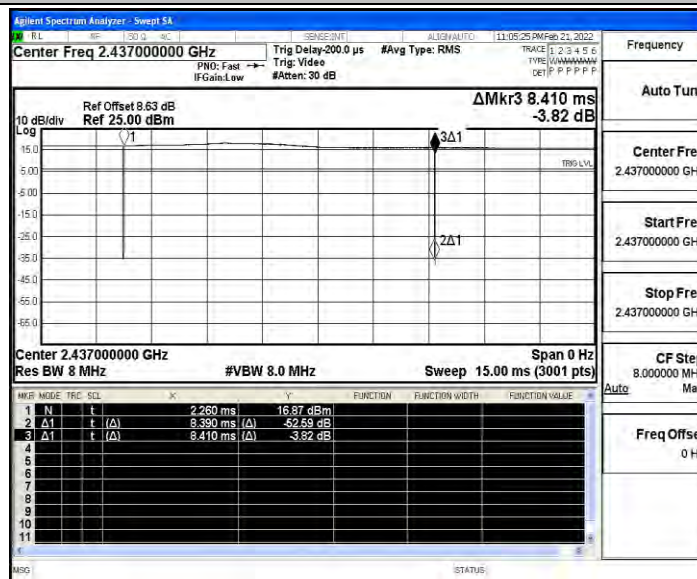 Agilent Spectrum Analyzer - Swept SA
RL RF 50 Ω AC SENSE:INT ALIGNAUTO 11:05:25 PM Feb 21, 2022
Center Freq 2.437000000 GHz
PNO: Fast
IFGain:Low
Trig Delay-200.0 µs
Trig: Video
#Atten: 30 dB
#Avg Type: RMS
TRACE 1 2 3 4 5 6
TYPE WWWWWW
DET P P P P P P
ΔMkr3 8.410 ms
-3.82 dB
Ref Offset 8.63 dB
10 dB/div Ref 25.00 dBm
Log
1
3Δ1
15.0
TRIG LVL
5.00
-5.00
-15.0
-25.0
2Δ1
-35.0
-45.0
-55.0
-65.0
Center 2.437000000 GHz Span 0 Hz
Res BW 8 MHz #VBW 8.0 MHz Sweep 15.00 ms (3001 pts)
MKR MODE TRC SCL X Y FUNCTION FUNCTION WIDTH FUNCTION VALUE
1 N t 2.260 ms 16.87 dBm
2 Δ1 t (Δ) 8.390 ms (Δ) -52.59 dB
3 Δ1 t (Δ) 8.410 ms (Δ) -3.82 dB
4
5
6
7
8
9
10
11
MSG STATUS
Frequency
Auto Tun
Center Fre
2.437000000 GH
Start Fre
2.437000000 GH
Stop Fre
2.437000000 GH
CF Ste
8.000000 MH
Auto Ma
Freq Offse
0 H